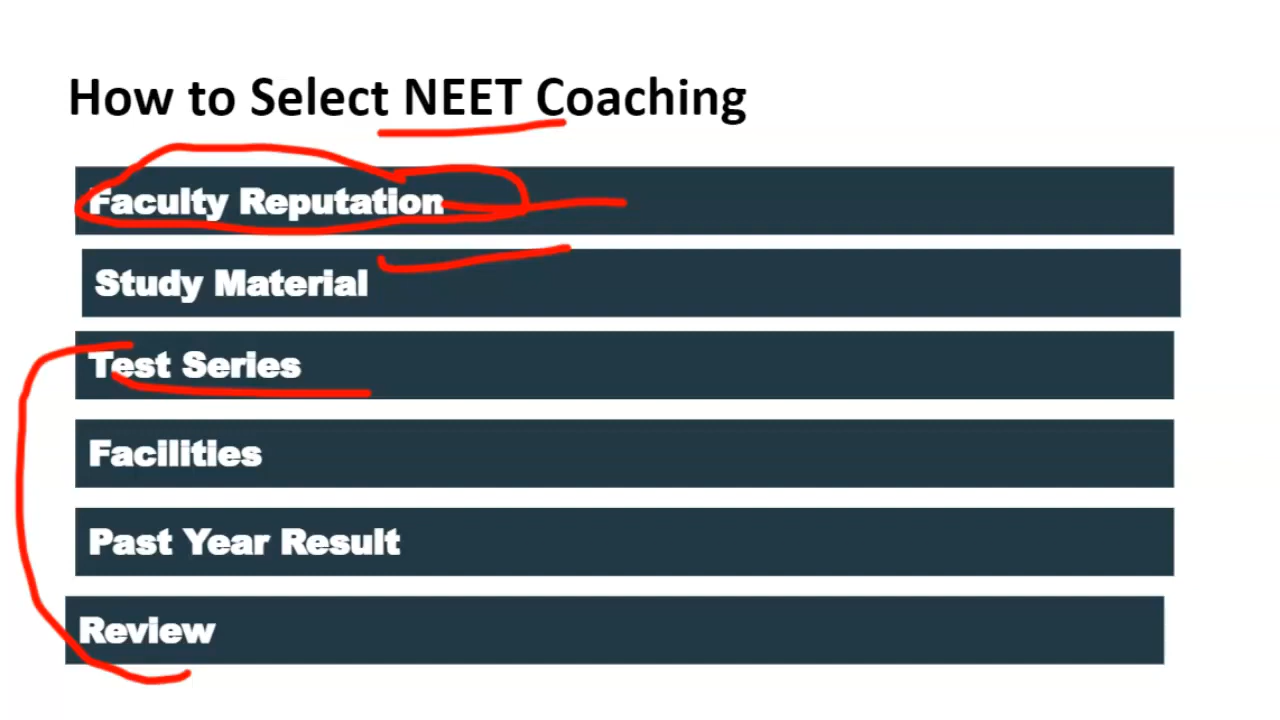 How to Select NEET Coaching
Faculty Reputation
Study Material
Test Series
Facilities
Past Year Result
Review